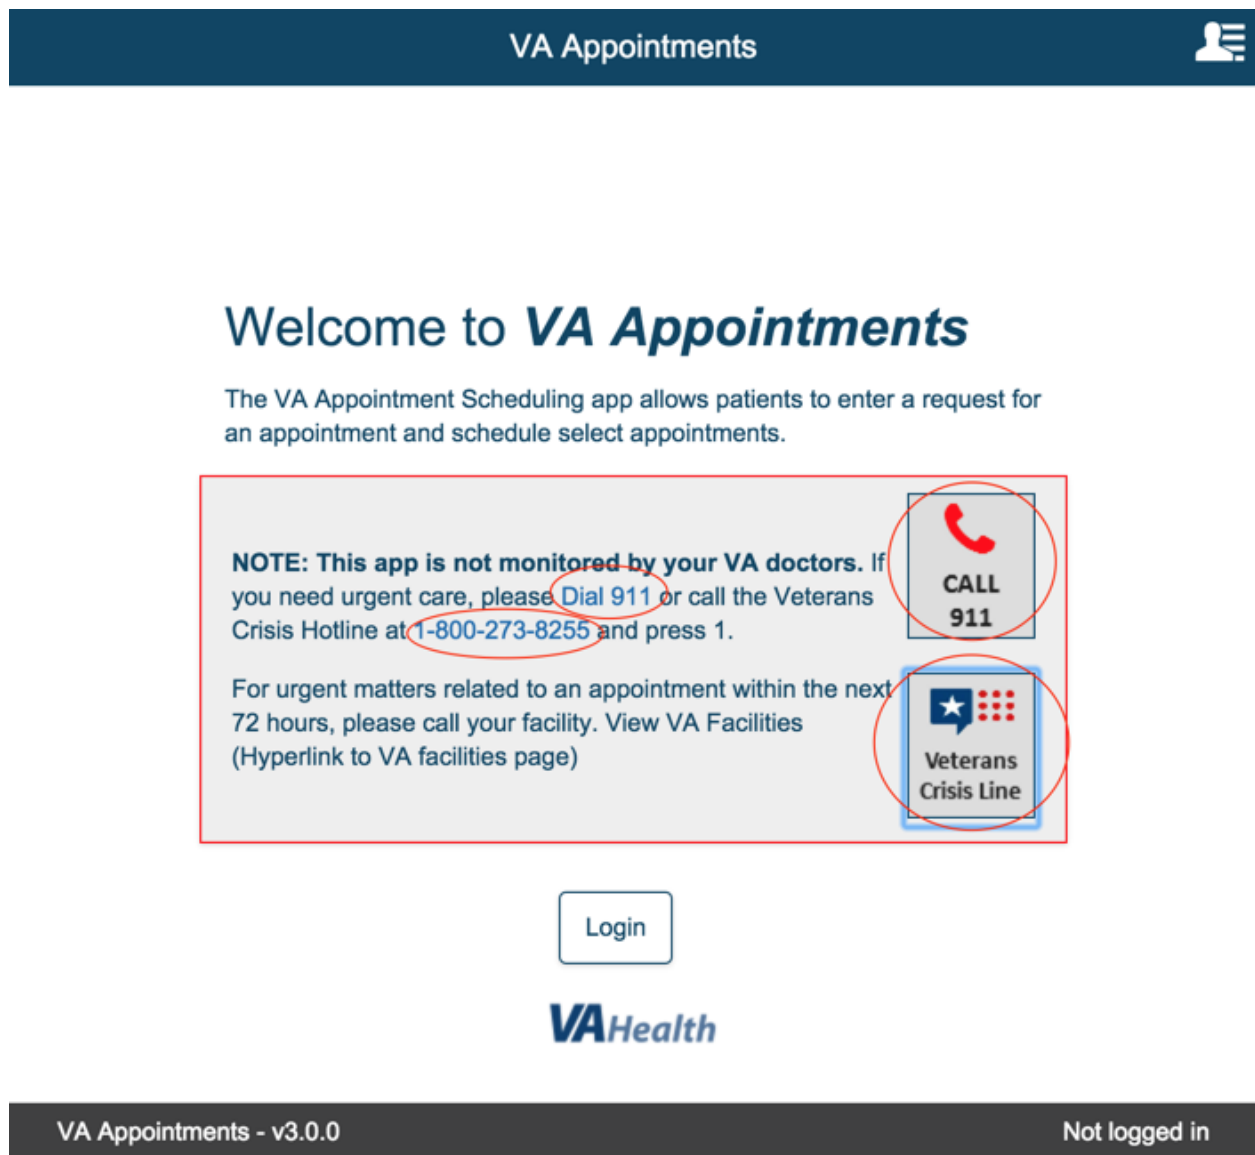 VA Appointments
Welcome to VA Appointments
The VA Appointment Scheduling app allows patients to enter a request for
an appointment and schedule select appointments.
NOTE: This app is not monitored by your VA doctors. If
you need urgent care, please Dial 911 or call the Veterans
Crisis Hotline at 1-800-273-8255 and press 1.
For urgent matters related to an appointment within the next
72 hours, please call your facility. View VA Facilities
(Hyperlink to VA facilities page)
CALL
911
Veterans
Crisis Line
Login
VA Health
VA Appointments - v3.0.0
Not logged in